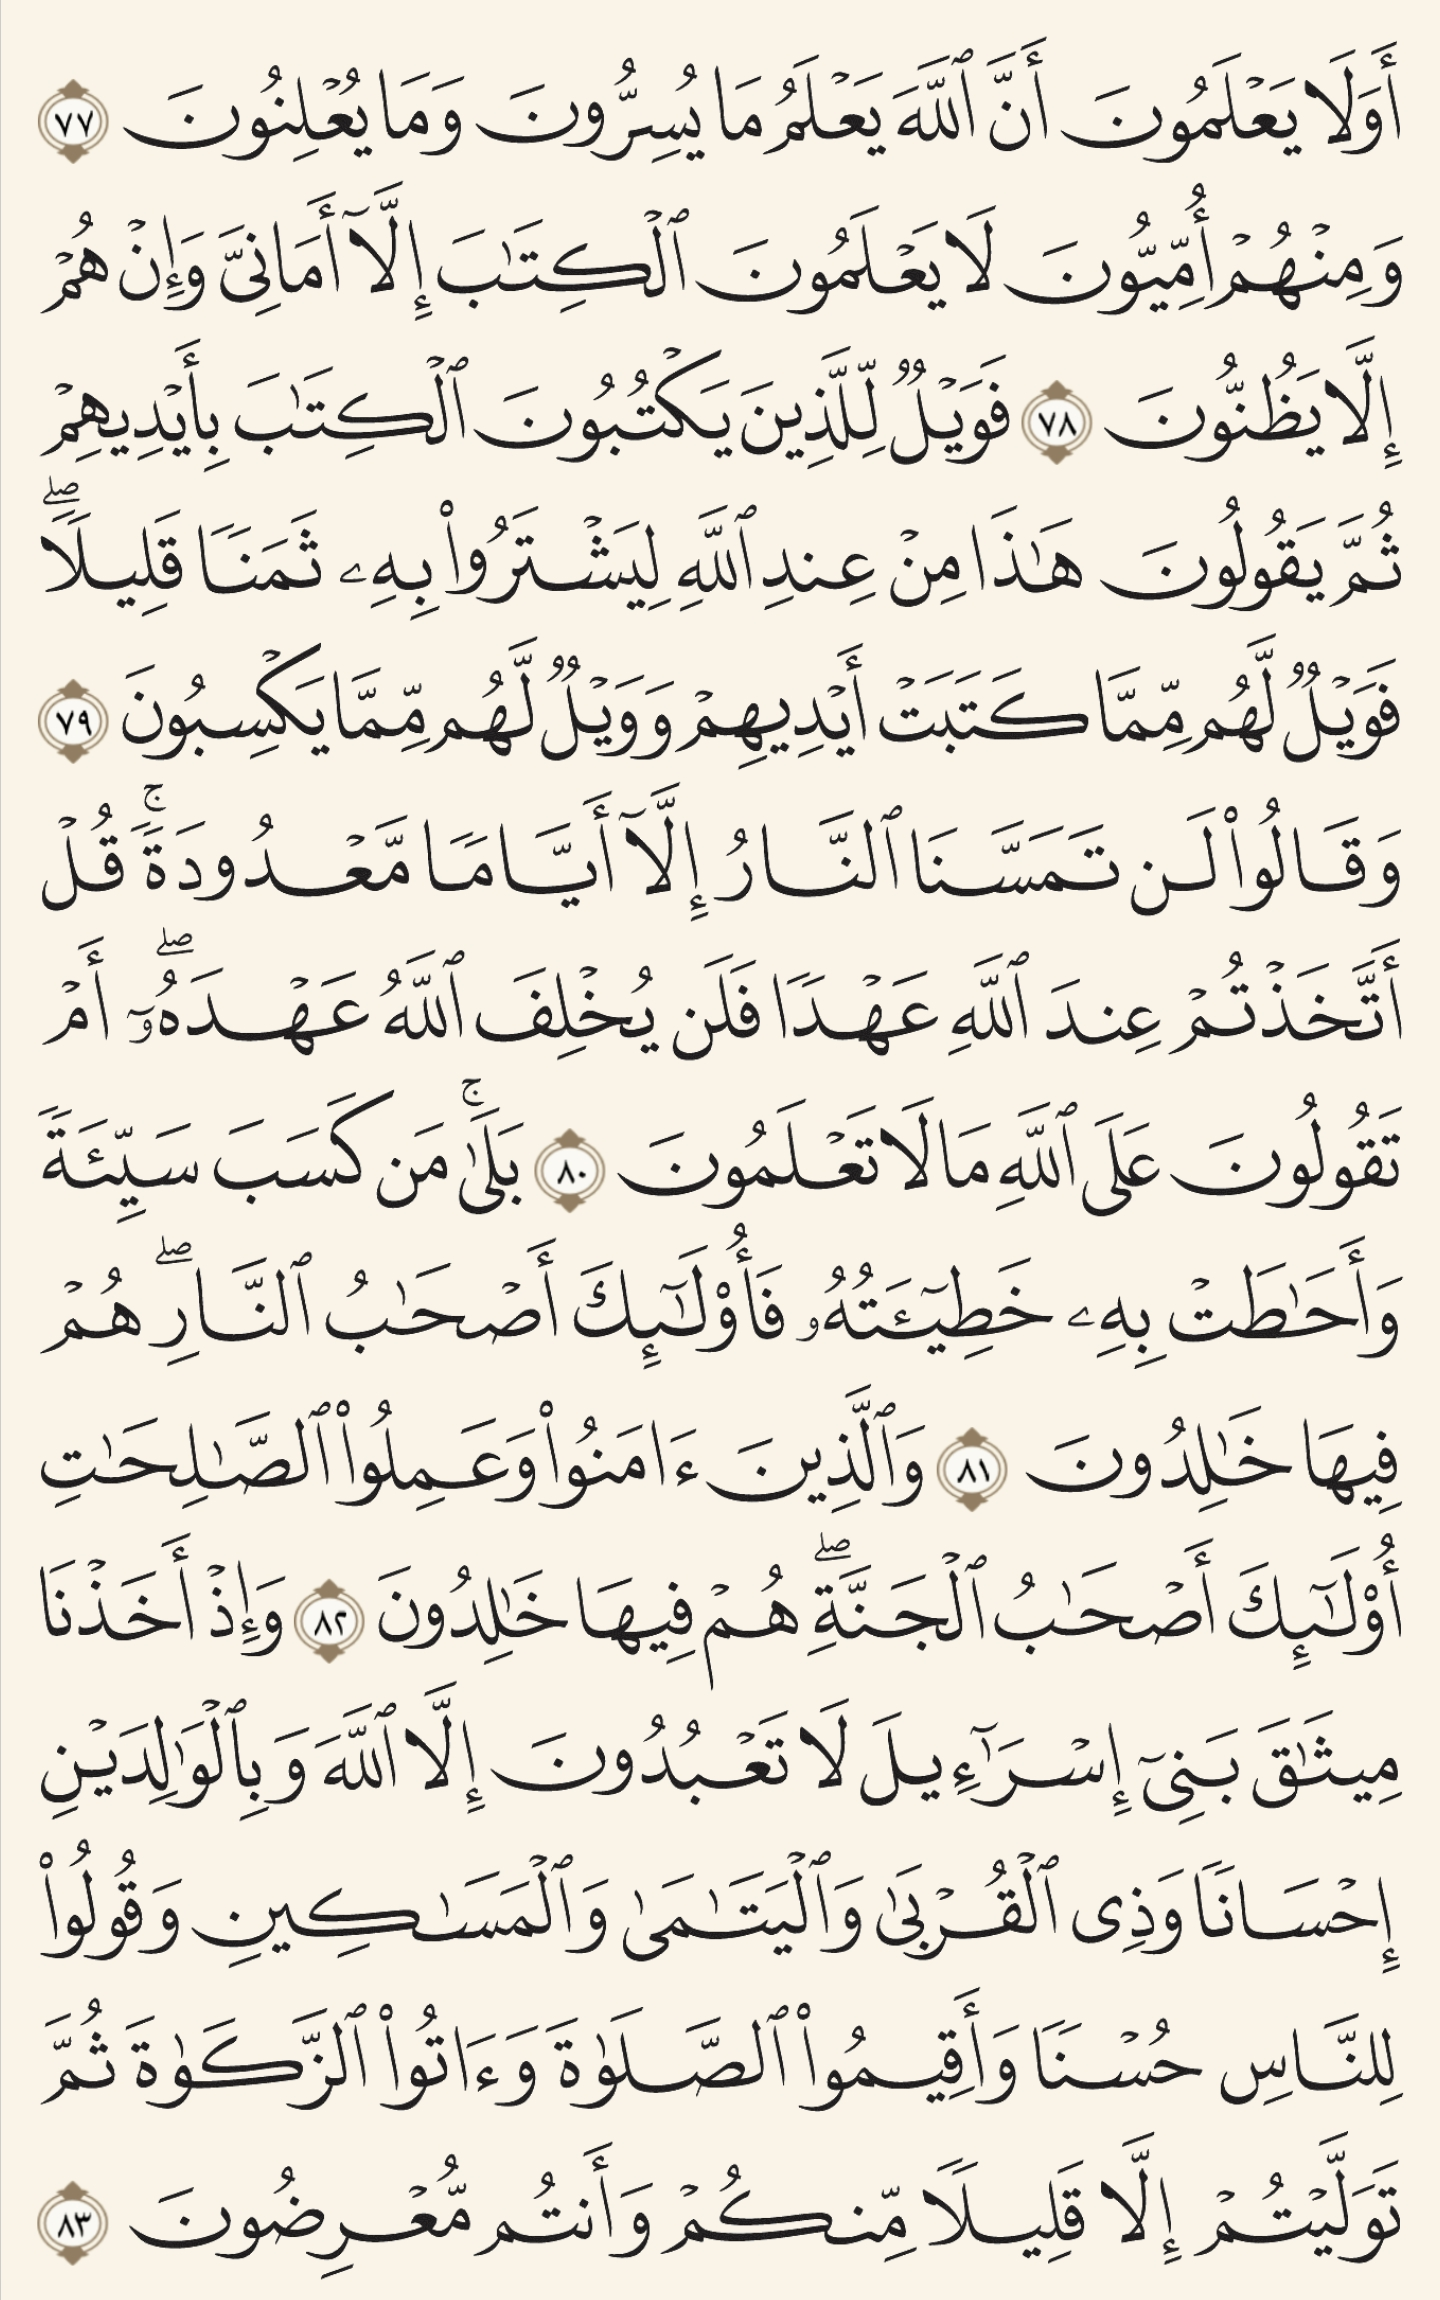 أَوَلَا يَعۡلَمُونَ أَنَّ ٱللَّهَ يَعۡلَمُ مَا يُسِرُّونَ وَمَا يُعۡلِنُونَ ٧٧
وَمِنۡهُمۡ أُمِّيُّونَ لَا يَعۡلَمُونَ ٱلۡكِتَٰبَ إِلَّآ أَمَانِيَّ وَإِنۡ هُمۡ
إِلَّا يَظُنُّونَ ٧٨ فَوَيۡلٞ لِّلَّذِينَ يَكۡتُبُونَ ٱلۡكِتَٰبَ بِأَيۡدِيهِمۡ
ثُمَّ يَقُولُونَ هَٰذَا مِنۡ عِندِ ٱللَّهِ لِيَشۡتَرُواْ بِهِۦ ثَمَنٗا قَلِيلٗاۖ
فَوَيۡلٞ لَّهُم مِّمَّا كَتَبَتۡ أَيۡدِيهِمۡ وَوَيۡلٞ لَّهُم مِّمَّا يَكۡسِبُونَ ٧٩
وَقَالُواْ لَن تَمَسَّنَا ٱلنَّارُ إِلَّآ أَيَّامٗا مَّعۡدُودَةٗۚ قُلۡ
أَتَّخَذۡتُمۡ عِندَ ٱللَّهِ عَهۡدٗا فَلَن يُخۡلِفَ ٱللَّهُ عَهۡدَهُۥٓۖ أَمۡ
تَقُولُونَ عَلَى ٱللَّهِ مَا لَا تَعۡلَمُونَ ٨٠ بَلَىٰۚ مَن كَسَبَ سَيِّئَةٗ
وَأَحَٰطَتۡ بِهِۦ خَطِيٓـَٔتُهُۥ فَأُوْلَٰٓئِكَ أَصۡحَٰبُ ٱلنَّارِۖ هُمۡ
فِيهَا خَٰلِدُونَ ٨١ وَٱلَّذِينَ ءَامَنُواْ وَعَمِلُواْ ٱلصَّٰلِحَٰتِ
أُوْلَٰٓئِكَ أَصۡحَٰبُ ٱلۡجَنَّةِۖ هُمۡ فِيهَا خَٰلِدُونَ ٨٢ وَإِذۡ أَخَذۡنَا
مِيثَٰقَ بَنِيٓ إِسۡرَٰٓءِيلَ لَا تَعۡبُدُونَ إِلَّا ٱللَّهَ وَبِٱلۡوَٰلِدَيۡنِ
إِحۡسَانٗا وَذِي ٱلۡقُرۡبَىٰ وَٱلۡيَتَٰمَىٰ وَٱلۡمَسَٰكِينِ وَقُولُواْ
لِلنَّاسِ حُسۡنٗا وَأَقِيمُواْ ٱلصَّلَوٰةَ وَءَاتُواْ ٱلزَّكَوٰةَ ثُمَّ
تَوَلَّيۡتُمۡ إِلَّا قَلِيلٗا مِّنكُمۡ وَأَنتُم مُّعۡرِضُونَ ٨٣